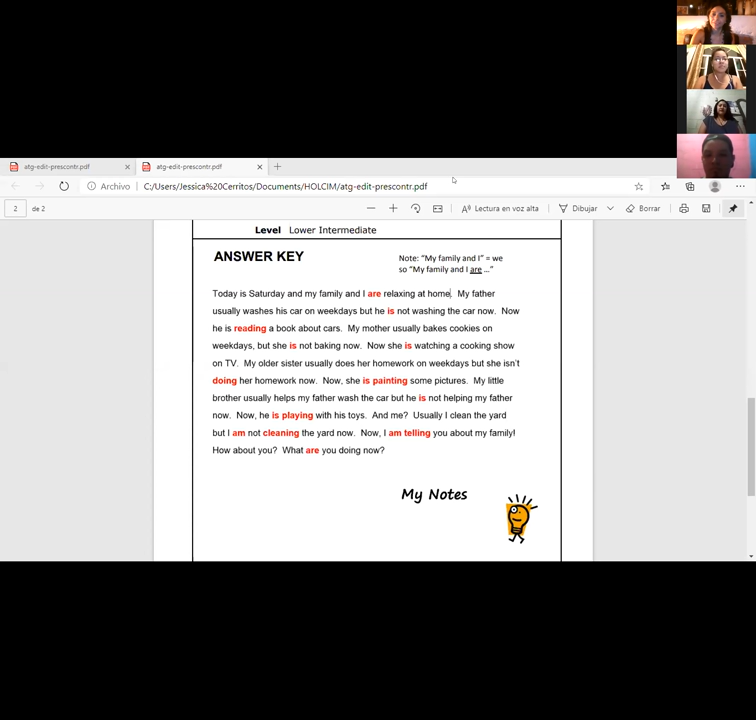 atg-edit-prescontr.pdf
atg-edit-prescontr.pdf
Archivo C:/Users/Jessica%20Cerritos/Documents/HOLCIM/atg-edit-prescontr.pdf
2 de 2 Lectura en voz alta Dibujar Borrar
Level Lower Intermediate
ANSWER KEY
Note: “My family and I” = we
so “My family and I are ...”
Today is Saturday and my family and I are relaxing at home. My father
usually washes his car on weekdays but he is not washing the car now. Now
he is reading a book about cars. My mother usually bakes cookies on
weekdays, but she is not baking now. Now she is watching a cooking show
on TV. My older sister usually does her homework on weekdays but she isn't
doing her homework now. Now, she is painting some pictures. My little
brother usually helps my father wash the car but he is not helping my father
now. Now, he is playing with his toys. And me? Usually I clean the yard
but I am not cleaning the yard now. Now, I am telling you about my family!
How about you? What are you doing now?
My Notes